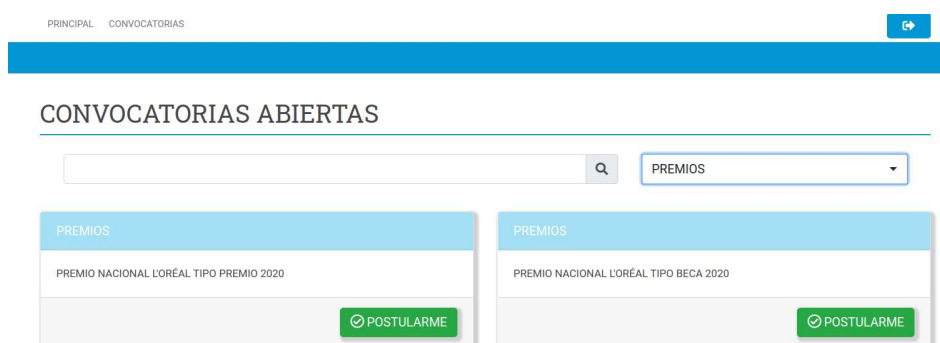 PRINCIPAL CONVOCATORIAS
CONVOCATORIAS ABIERTAS
PREMIOS
PREMIOS
PREMIO NACIONAL L'ORÉAL TIPO PREMIO 2020
POSTULARME
PREMIOS
PREMIO NACIONAL L'ORÉAL TIPO BECA 2020
POSTULARME